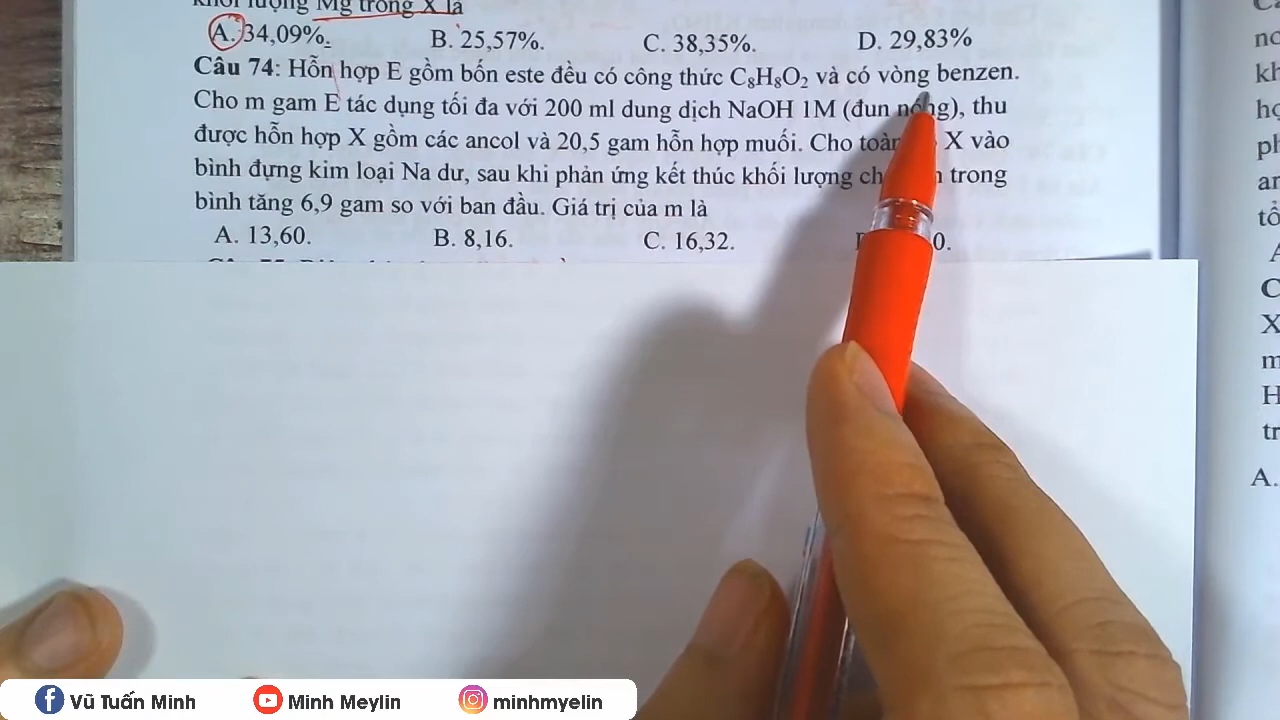 khối lượng Mg trong X là
A. 34,09%. B. 25,57%. C. 38,35%. D. 29,83%
Câu 74: Hỗn hợp E gồm bốn este đều có công thức C₈H₈O₂ và có vòng benzen.
Cho m gam E tác dụng tối đa với 200 ml dung dịch NaOH 1M (đun nóng), thu
được hỗn hợp X gồm các ancol và 20,5 gam hỗn hợp muối. Cho X vào
bình đựng kim loại Na dư, sau khi phản ứng kết thúc khối lượng trong
bình tăng 6,9 gam so với ban đầu. Giá trị của m là
A. 13,60. B. 8,16. C. 16,32.
A.
Vũ Tuấn Minh Minh Meylin minhmyelin